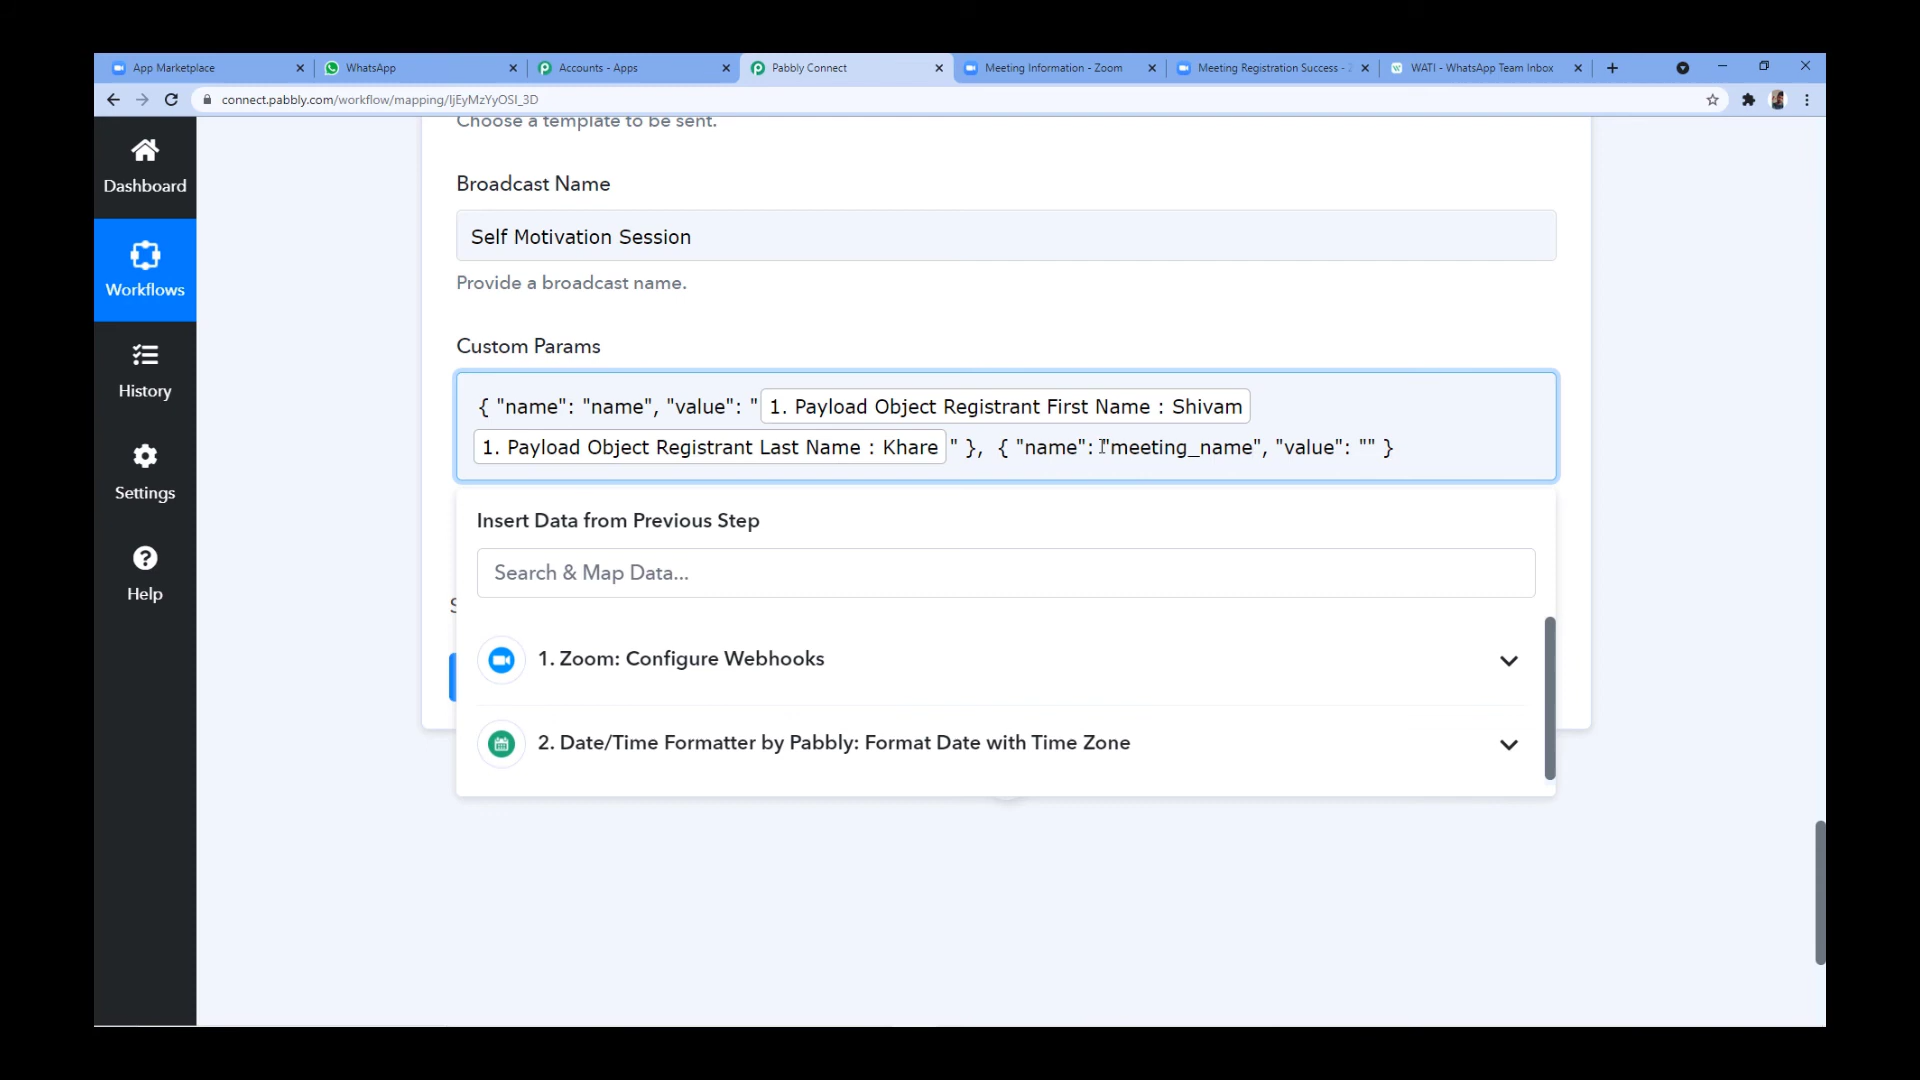 App Marketplace
WhatsApp
Accounts - Apps
Pabbly Connect
Meeting Information - Zoom
Meeting Registration Success - Z
WATI - WhatsApp Team Inbox
connect.pabbly.com/workflow/mapping/IjEyMzYyOSI_3D
Choose a template to be sent.
Dashboard
Broadcast Name
Self Motivation Session
Provide a broadcast name.
Workflows
Custom Params
{ "name": "name", "value": " 1. Payload Object Registrant First Name : Shivam
1. Payload Object Registrant Last Name : Khare " }, { "name": "meeting_name", "value": "" }
History
Settings
Insert Data from Previous Step
Search & Map Data...
Help
1. Zoom: Configure Webhooks
2. Date/Time Formatter by Pabbly: Format Date with Time Zone